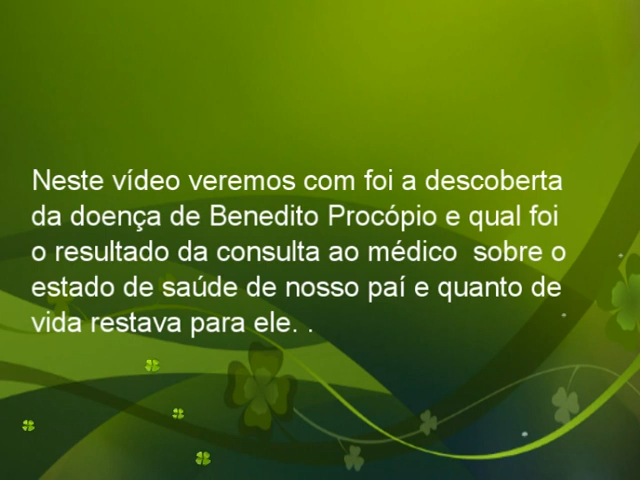 Neste vídeo veremos com foi a descoberta
da doença de Benedito Procópio e qual foi
o resultado da consulta ao médico  sobre o
estado de saúde de nosso paí e quanto de
vida restava para ele. .